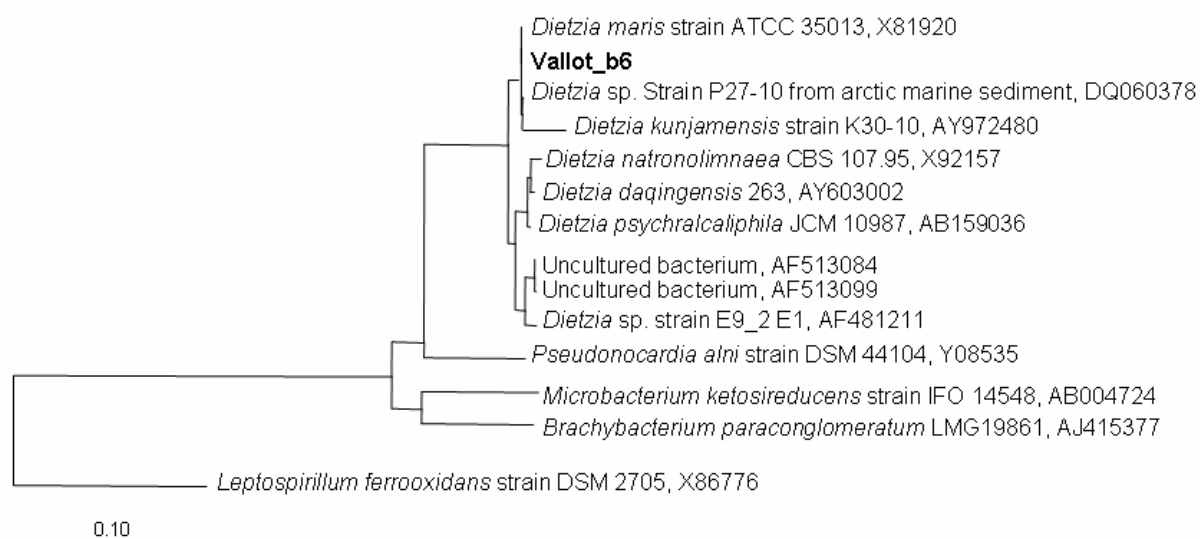 Dietzia maris strain ATCC 35013, X81920
Vallot_b6
Dietzia sp. Strain P27-10 from arctic marine sediment, DQ060378
Dietzia kunjamensis strain K30-10, AY972480
Dietzia natronolimnaea CBS 107.95, X92157
Dietzia daqingensis 263, AY603002
Dietzia psychralcaliphila JCM 10987, AB159036
Uncultured bacterium, AF513084
Uncultured bacterium, AF513099
Dietzia sp. strain E9_2 E1, AF481211
Pseudonocardia alni strain DSM 44104, Y08535
Microbacterium ketosireducens strain IFO 14548, AB004724
Brachybacterium paraconglomeratum LMG19861, AJ415377
Leptospirillum ferrooxidans strain DSM 2705, X86776
0.10